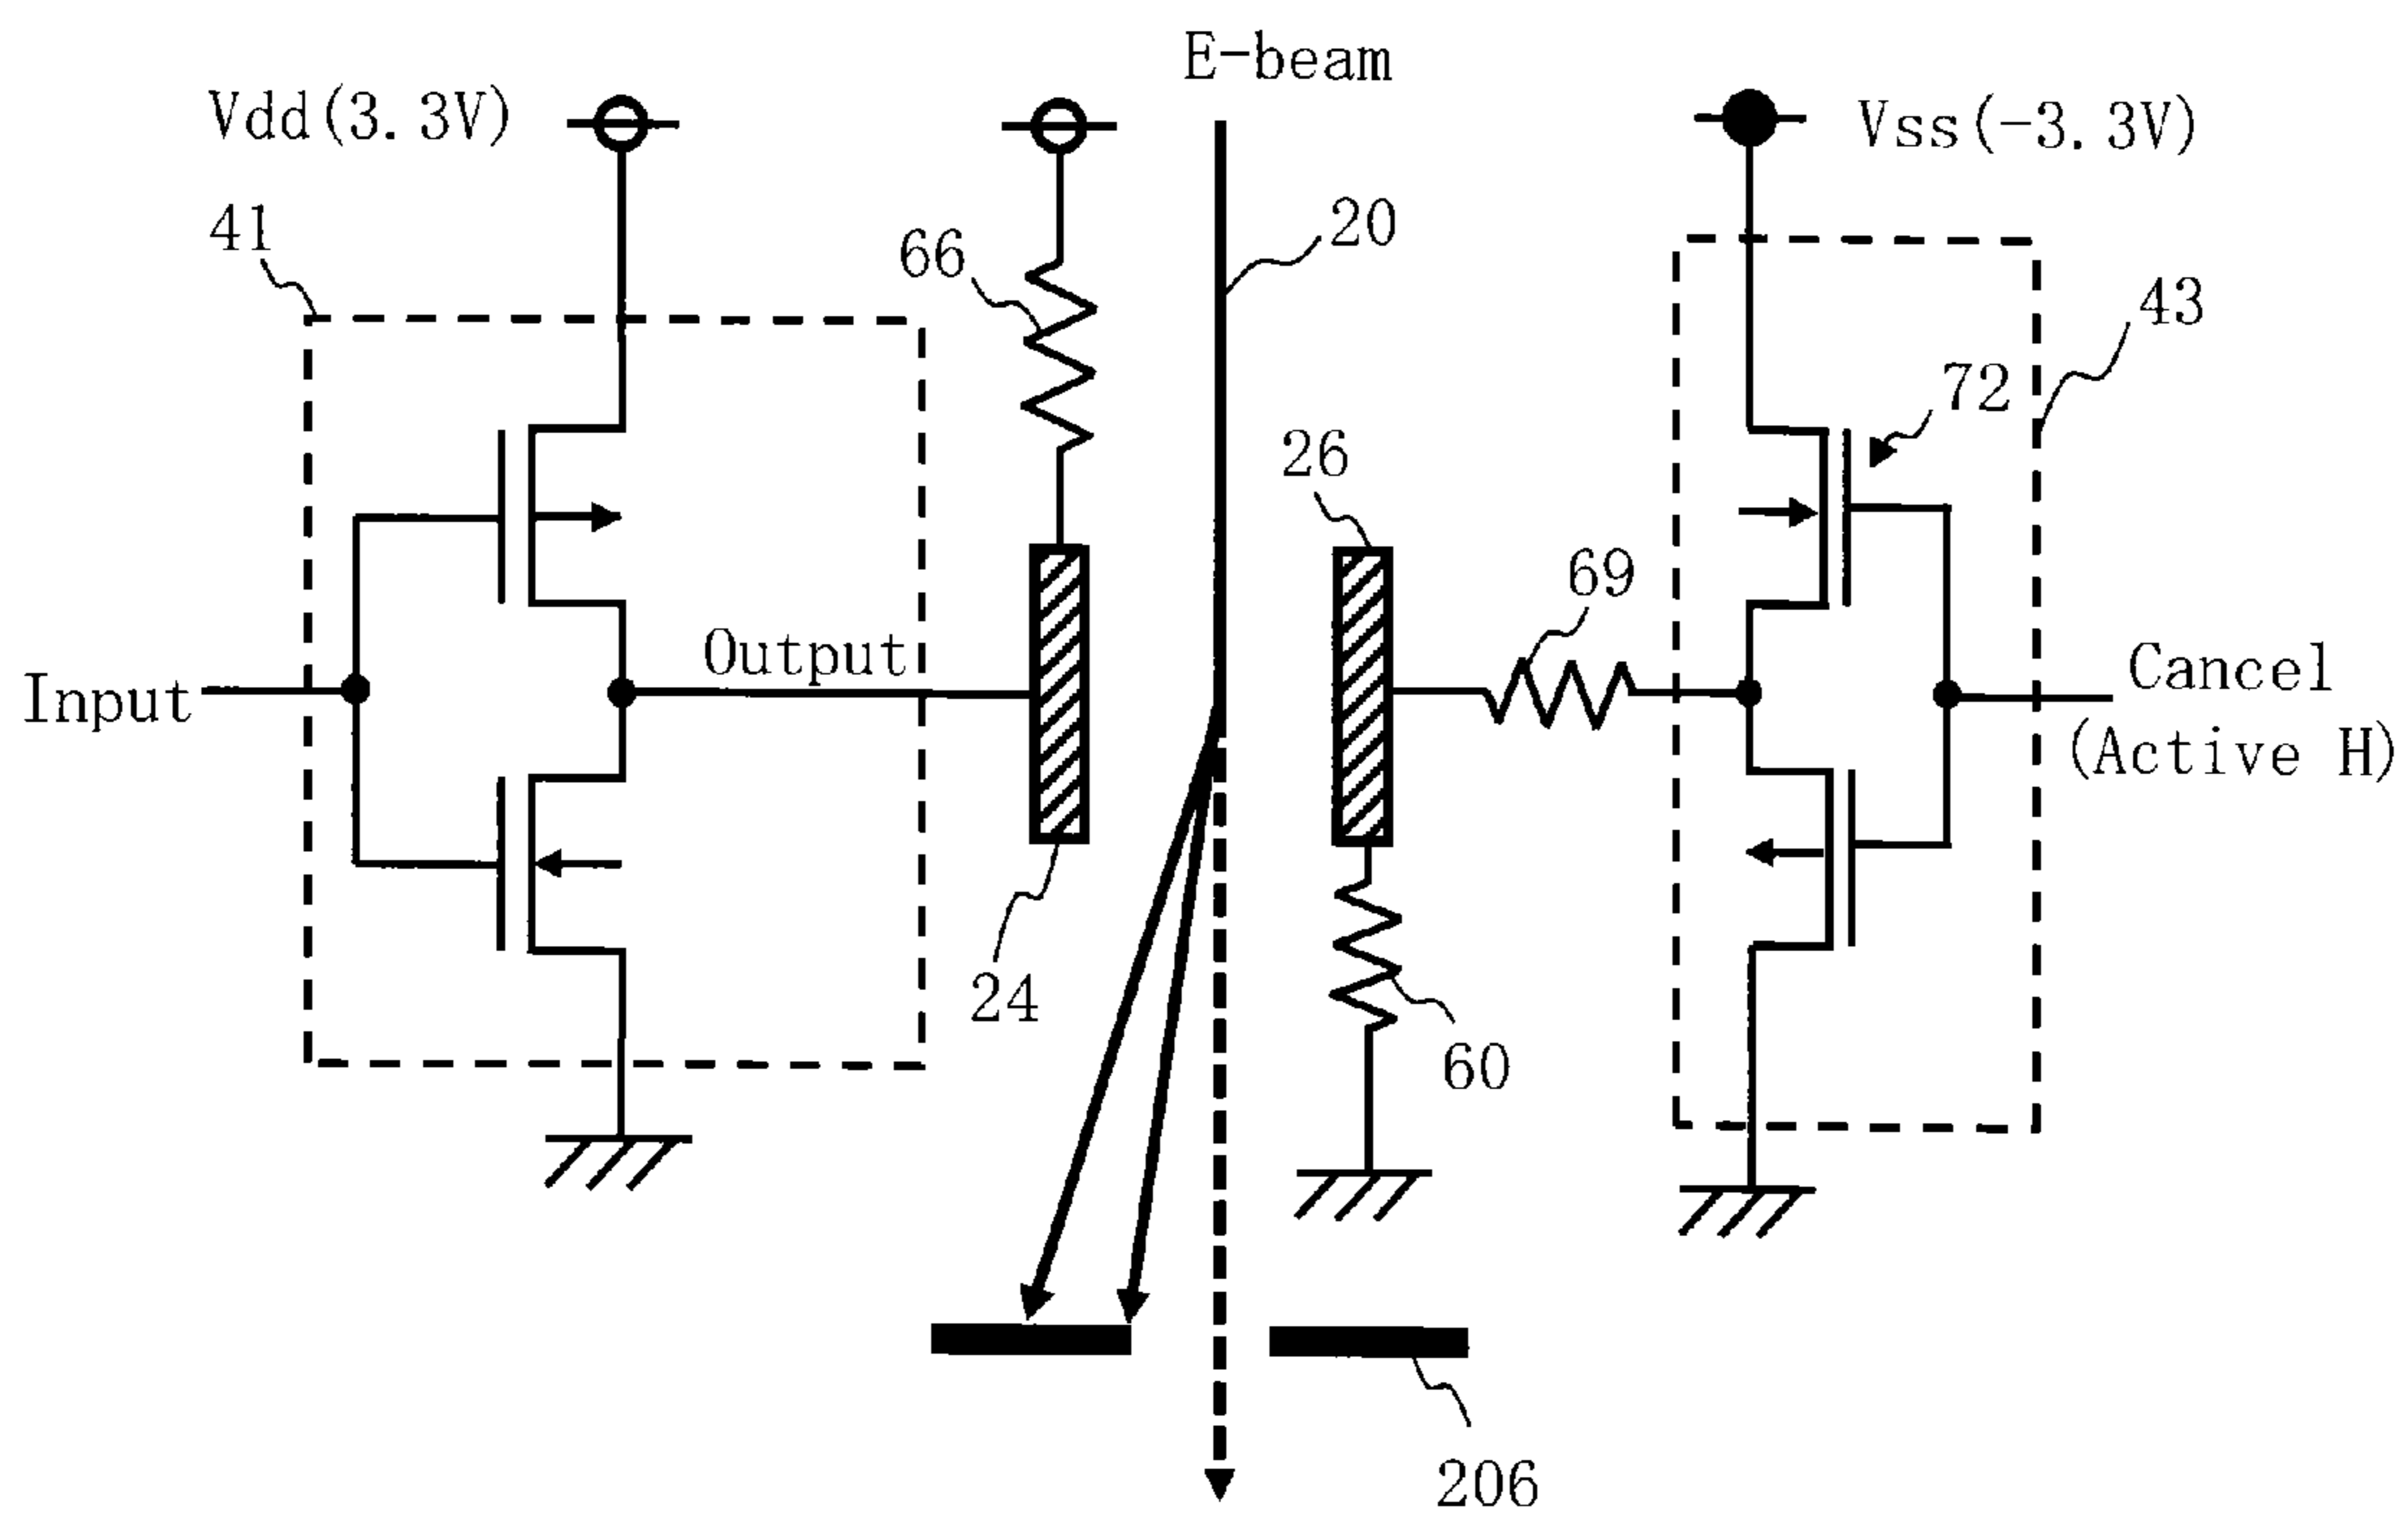 E-beam
Vdd(3.3V)
Vss(-3.3V)
41
66
20
43
72
26
69
Output
Input
Cancel
(Active H)
24
60
206